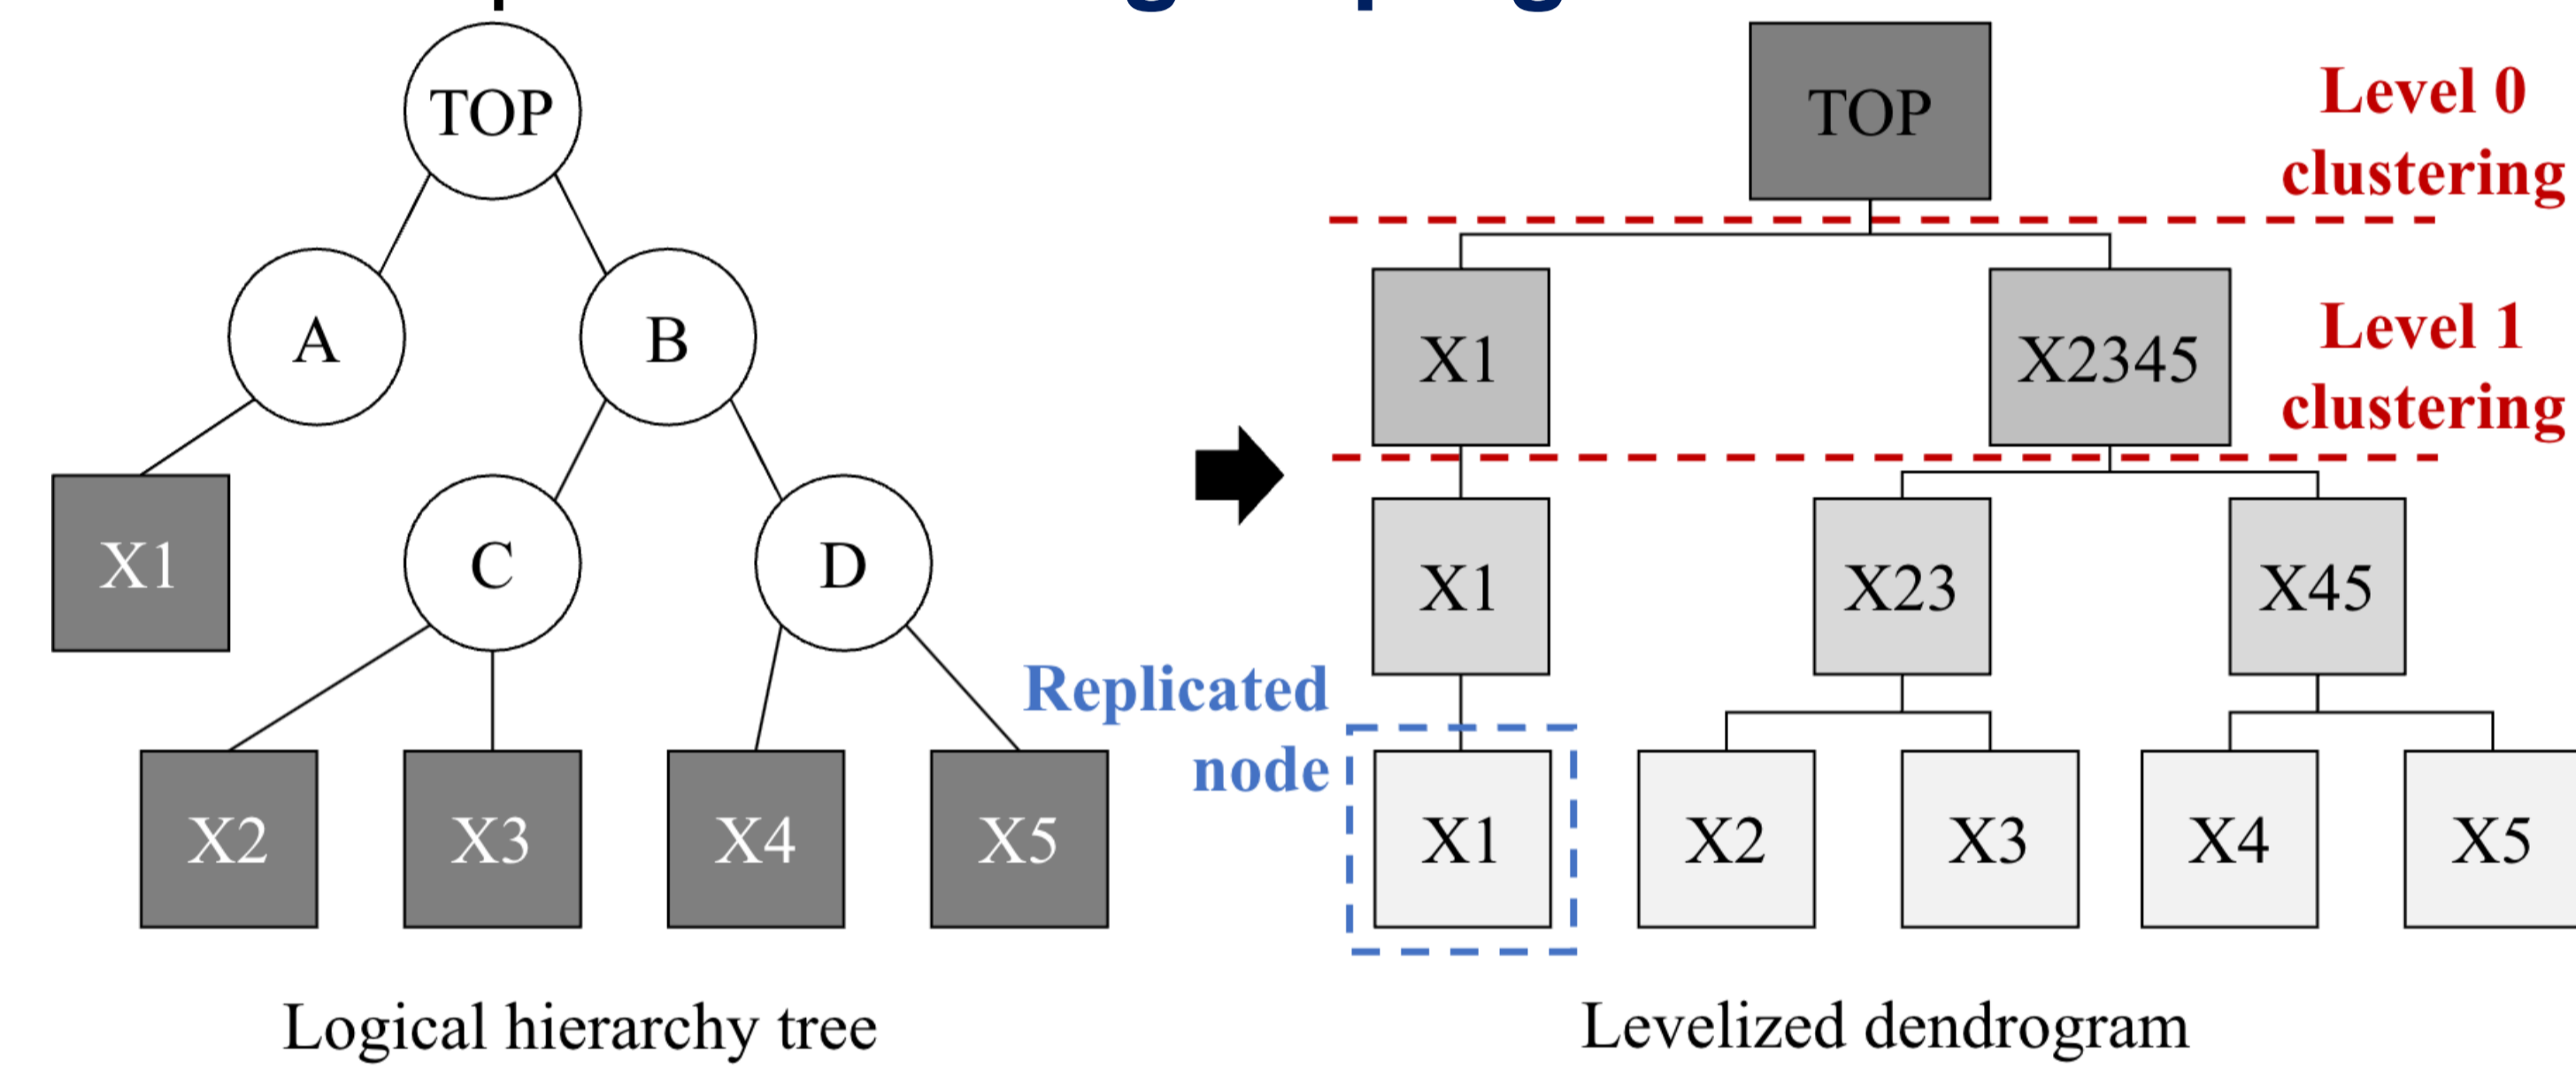 TOP
A
B
X1
C
D
X2
X3
X4
X5
Logical hierarchy tree
TOP
Level 0
clustering
X1
X2345
Level 1
clustering
X1
X23
X45
Replicated
node
X1
X2
X3
X4
X5
Levelized dendrogram